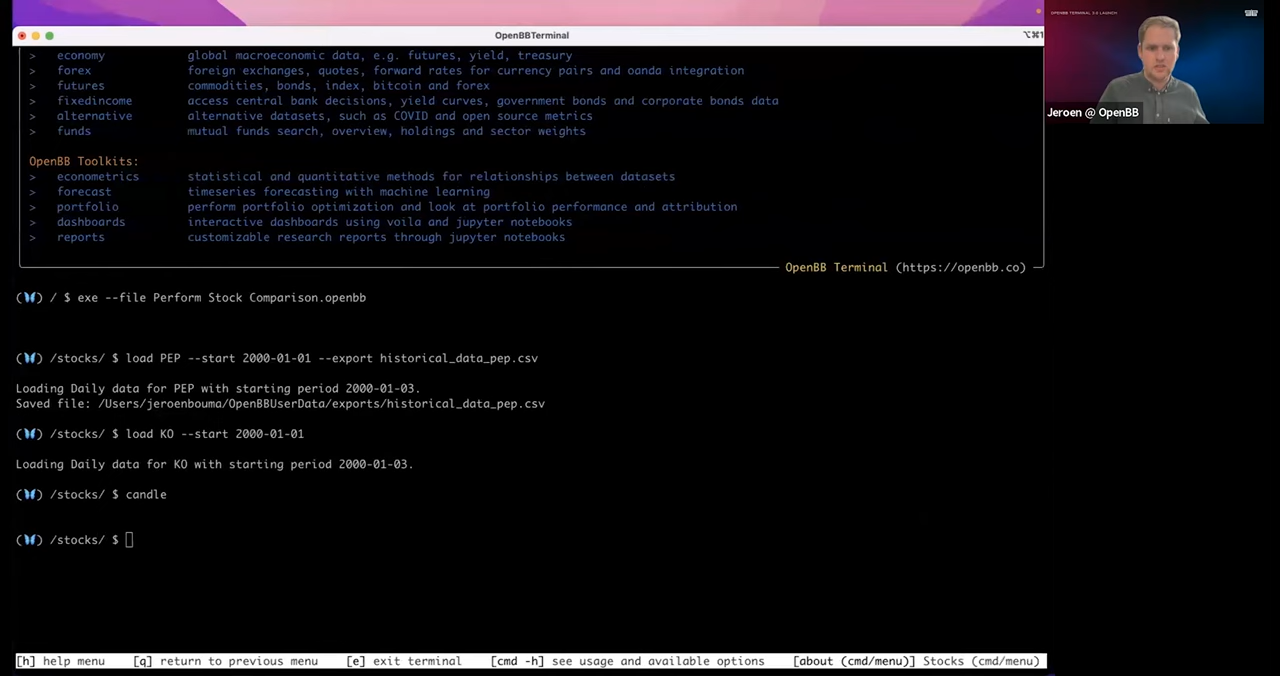 OpenBBTerminal
⌥⌘1
OPENBB TERMINAL 3.0 LAUNCH
> economy global macroeconomic data, e.g. futures, yield, treasury
> forex foreign exchanges, quotes, forward rates for currency pairs and oanda integration
> futures commodities, bonds, index, bitcoin and forex
> fixedincome access central bank decisions, yield curves, government bonds and corporate bonds data
> alternative alternative datasets, such as COVID and open source metrics
> funds mutual funds search, overview, holdings and sector weights
Jeroen @ OpenBB
OpenBB Toolkits:
> econometrics statistical and quantitative methods for relationships between datasets
> forecast timeseries forecasting with machine learning
> portfolio perform portfolio optimization and look at portfolio performance and attribution
> dashboards interactive dashboards using voila and jupyter notebooks
> reports customizable research reports through jupyter notebooks
OpenBB Terminal (https://openbb.co)
(🦋) / $ exe --file Perform Stock Comparison.openbb
(🦋) /stocks/ $ load PEP --start 2000-01-01 --export historical_data_pep.csv
Loading Daily data for PEP with starting period 2000-01-03.
Saved file: /Users/jeroenbouma/OpenBBUserData/exports/historical_data_pep.csv
(🦋) /stocks/ $ load KO --start 2000-01-01
Loading Daily data for KO with starting period 2000-01-03.
(🦋) /stocks/ $ candle
(🦋) /stocks/ $
[h] help menu [q] return to previous menu [e] exit terminal [cmd -h] see usage and available options [about (cmd/menu)] Stocks (cmd/menu)